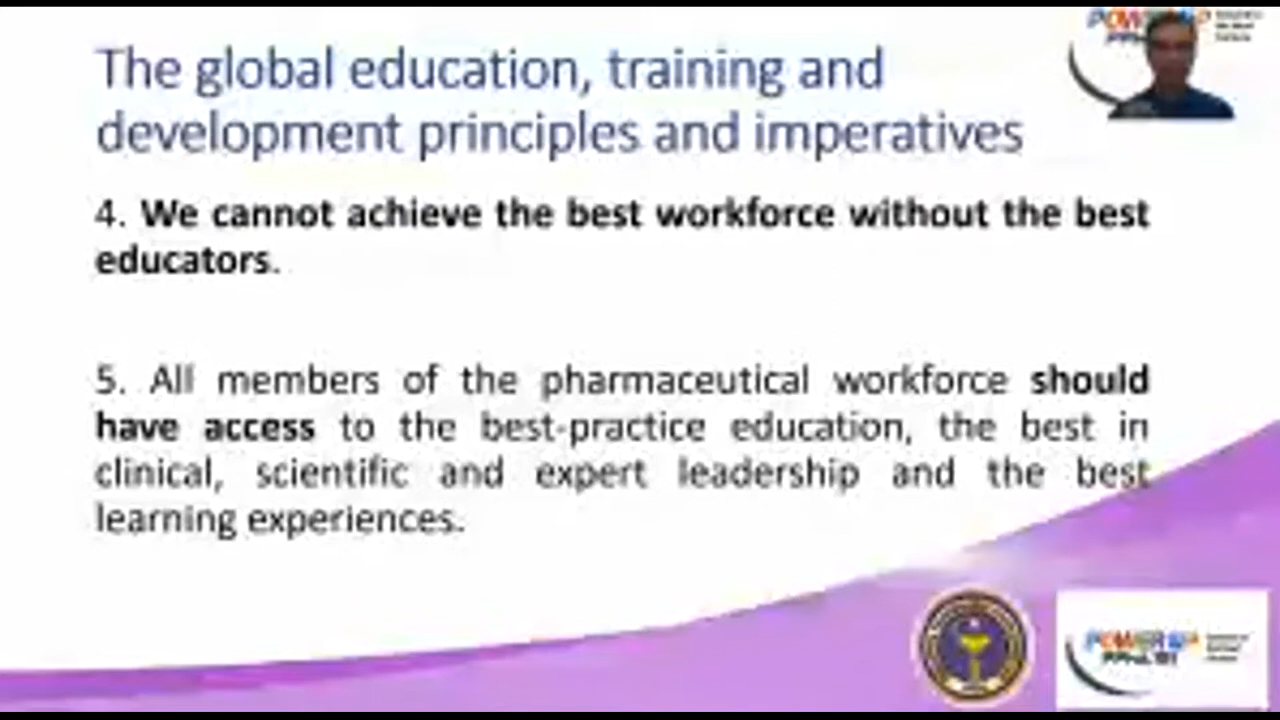 The global education, training and
development principles and imperatives
4. We cannot achieve the best workforce without the best
educators.
5. All members of the pharmaceutical workforce should
have access to the best-practice education, the best in
clinical, scientific and expert leadership and the best
learning experiences.
POWER UP